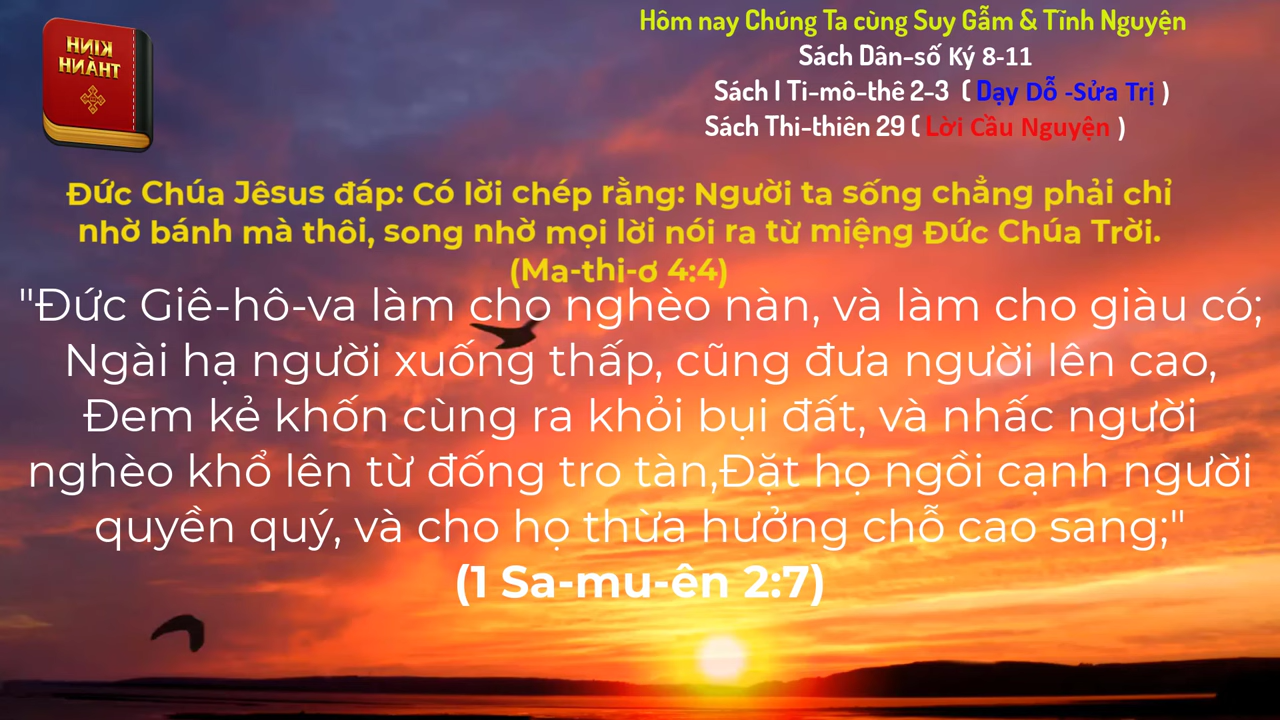 KINH
THÁNH
Hôm nay Chúng Ta cùng Suy Gẫm & Tĩnh Nguyện
Sách Dân-số Ký 8-11
Sách I Ti-mô-thê 2-3 ( Dạy Dỗ -Sửa Trị )
Sách Thi-thiên 29 ( Lời Cầu Nguyện )
Đức Chúa Jêsus đáp: Có lời chép rằng: Người ta sống chẳng phải chỉ
nhờ bánh mà thôi, song nhờ mọi lời nói ra từ miệng Đức Chúa Trời.
(Ma-thi-ơ 4:4)
"Đức Giê-hô-va làm cho nghèo nàn, và làm cho giàu có;
Ngài hạ người xuống thấp, cũng đưa người lên cao,
Đem kẻ khốn cùng ra khỏi bụi đất, và nhấc người
nghèo khổ lên từ đống tro tàn,Đặt họ ngồi cạnh người
quyền quý, và cho họ thừa hưởng chỗ cao sang;"
(1 Sa-mu-ên 2:7)